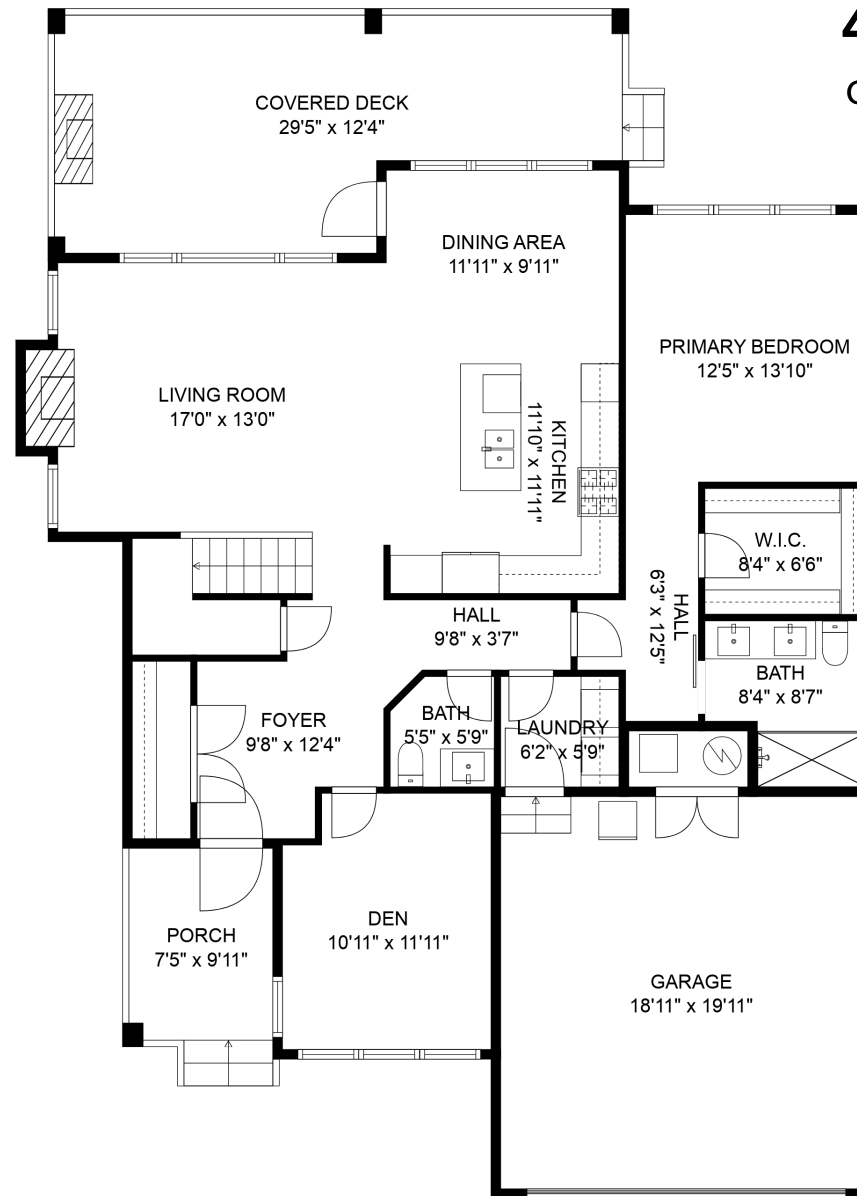 COVERED DECK
29'5" x 12'4"
DINING AREA
11'11" x 9'11"
PRIMARY BEDROOM
12'5" x 13'10"
LIVING ROOM
17'0" x 13'0"
KITCHEN
11'10" x 11'11"
W.I.C.
8'4" x 6'6"
HALL
9'8" x 3'7"
HALL
6'3" x 12'5"
BATH
8'4" x 8'7"
FOYER
9'8" x 12'4"
BATH
5'5" x 5'9"
LAUNDRY
6'2" x 5'9"
DEN
10'11" x 11'11"
PORCH
7'5" x 9'11"
GARAGE
18'11" x 19'11"